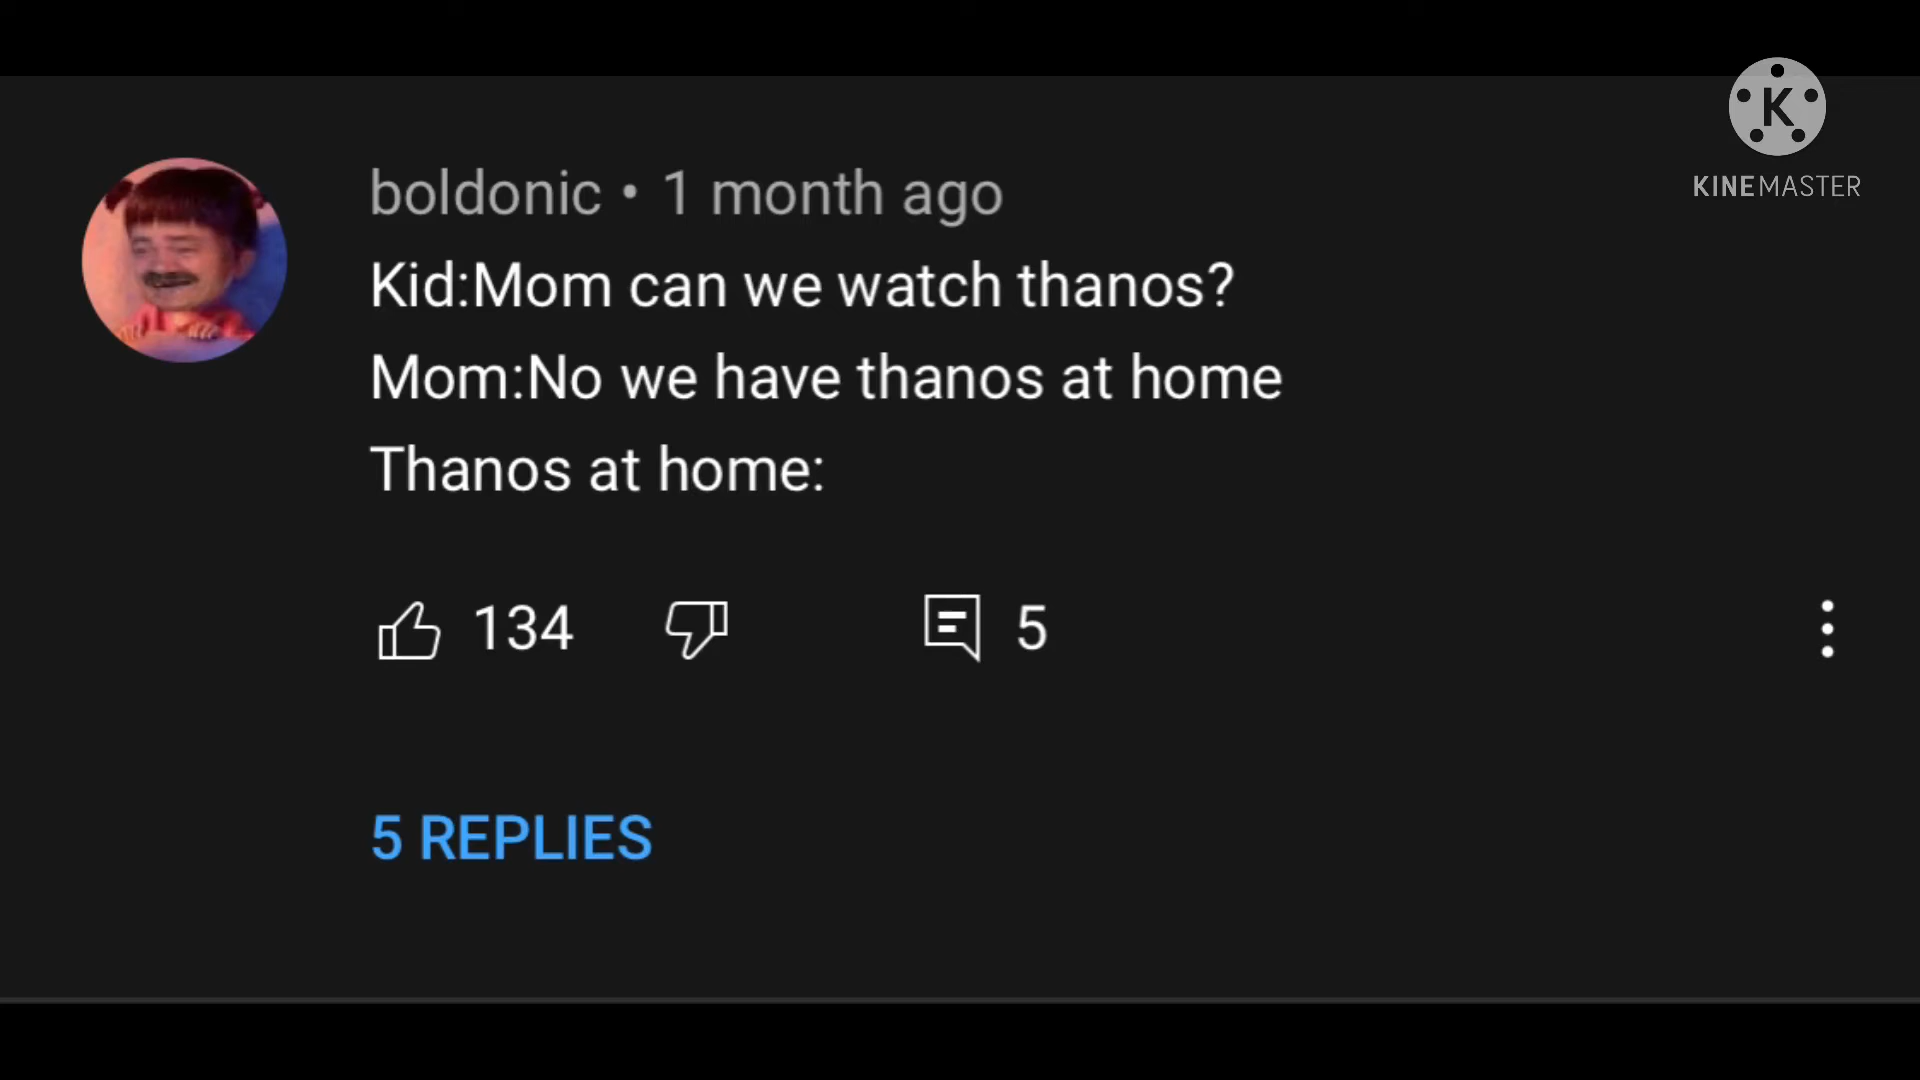 K
KINEMASTER
boldonic • 1 month ago
Kid:Mom can we watch thanos?
Mom:No we have thanos at home
Thanos at home:
134
5
5 REPLIES